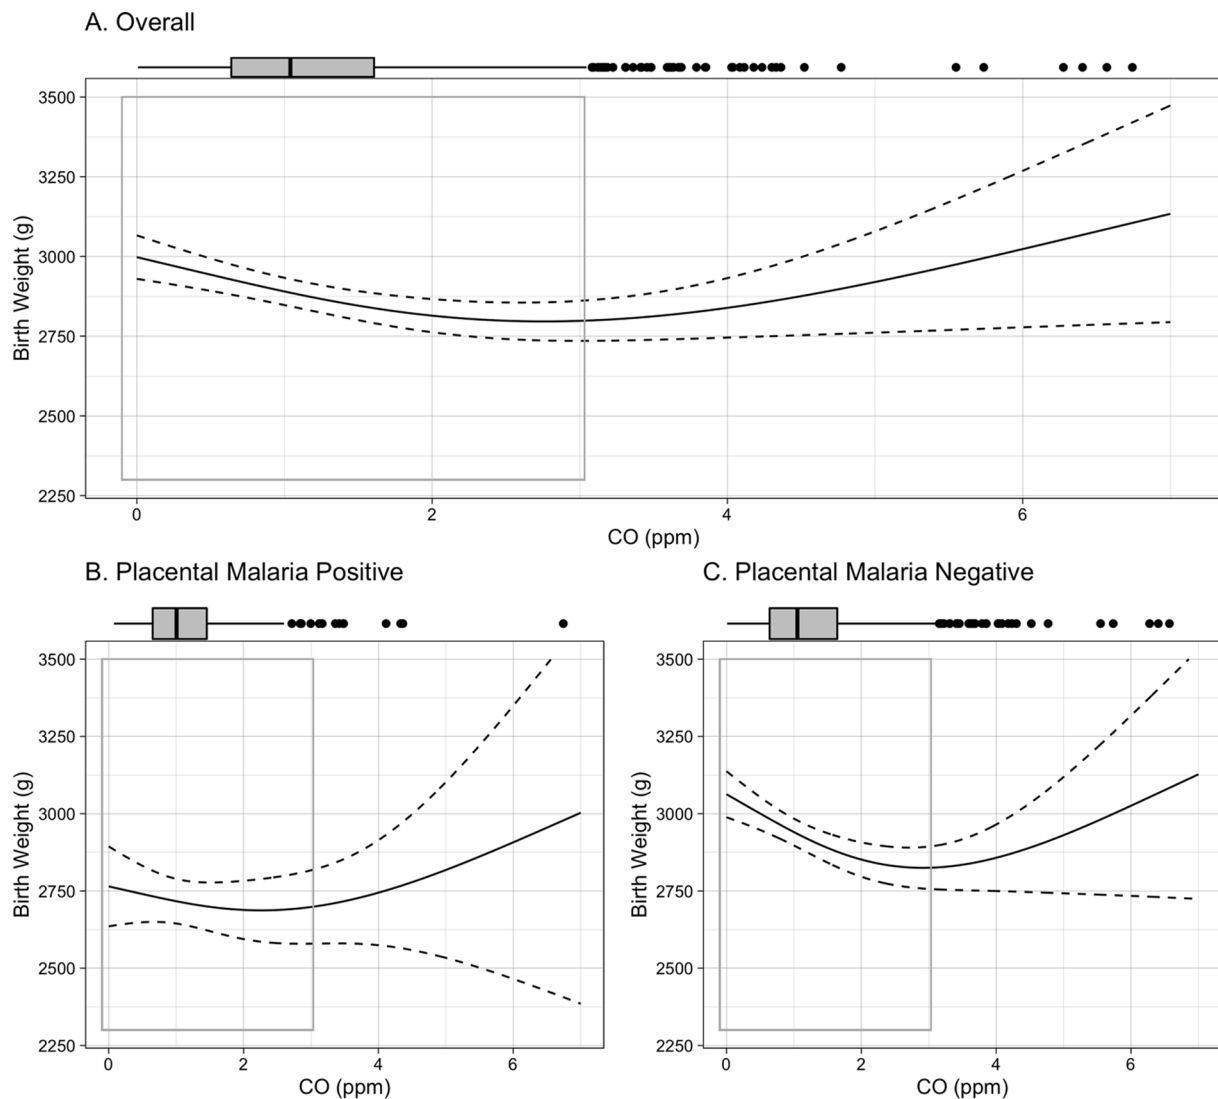 A. Overall
3500
3250
3000
2750
2500
2250
Birth Weight (g)
0 2 4 6
CO (ppm)
B. Placental Malaria Positive
3500
3250
3000
2750
2500
2250
Birth Weight (g)
0 2 4 6
CO (ppm)
C. Placental Malaria Negative
3500
3250
3000
2750
2500
2250
Birth Weight (g)
0 2 4 6
CO (ppm)